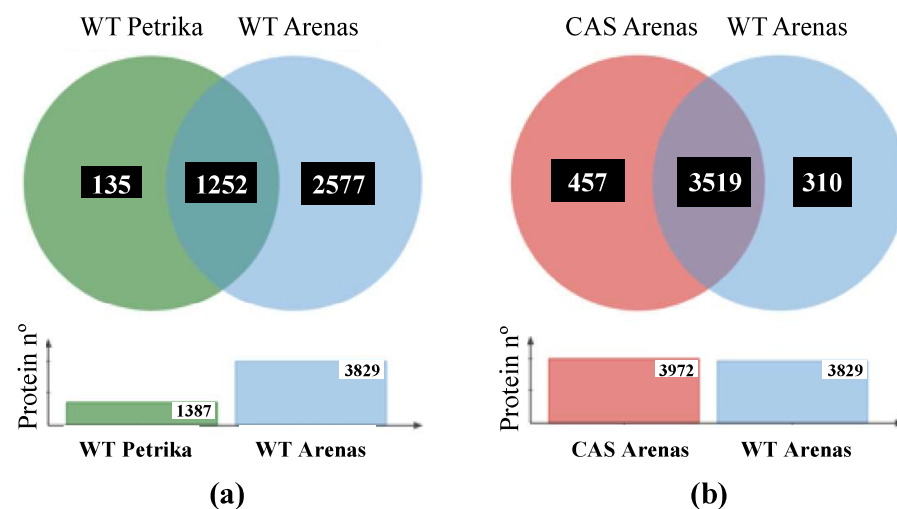 WT Petrika WT Arenas
135 1252 2577
Protein nº
1387
3829
WT Petrika WT Arenas
(a)
CAS Arenas WT Arenas
457 3519 310
Protein nº
3972
3829
CAS Arenas WT Arenas
(b)